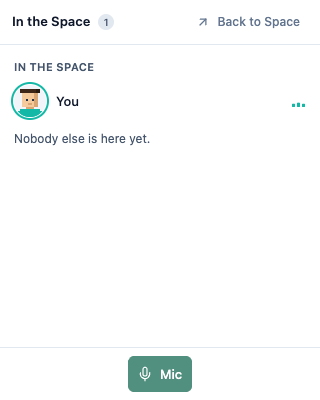 In the Space 1 Back to Space
IN THE SPACE
You
Nobody else is here yet.
Mic